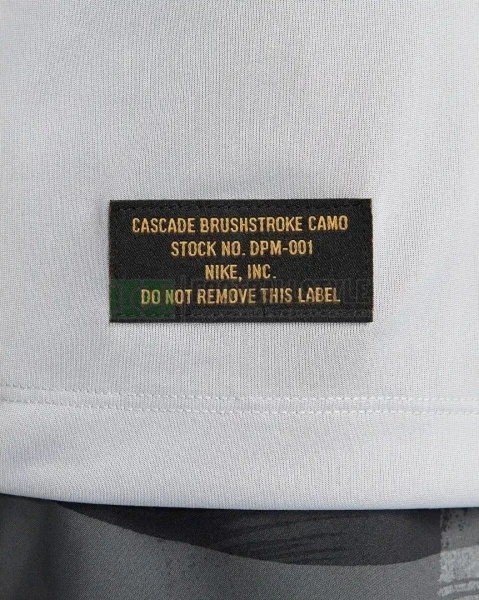 CASCADE BRUSHSTROKE CAMO
STOCK NO. DPM-001
NIKE, INC.
DO NOT REMOVE THIS LABEL